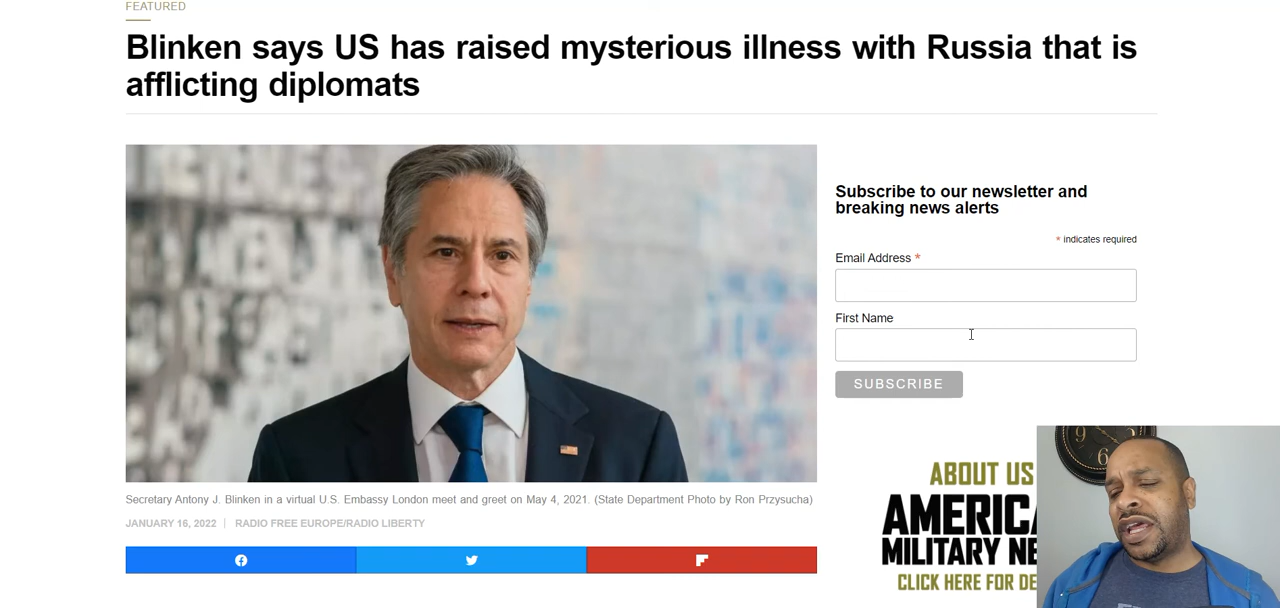 FEATURED
Blinken says US has raised mysterious illness with Russia that is
afflicting diplomats
Subscribe to our newsletter and
breaking news alerts
* indicates required
Email Address *
First Name
SUBSCRIBE
Secretary Antony J. Blinken in a virtual U.S. Embassy London meet and greet on May 4, 2021. (State Department Photo by Ron Przysucha)
JANUARY 16, 2022 | RADIO FREE EUROPE/RADIO LIBERTY
ABOUT US
AMERICA
MILITARY NE
CLICK HERE FOR DE
9
6